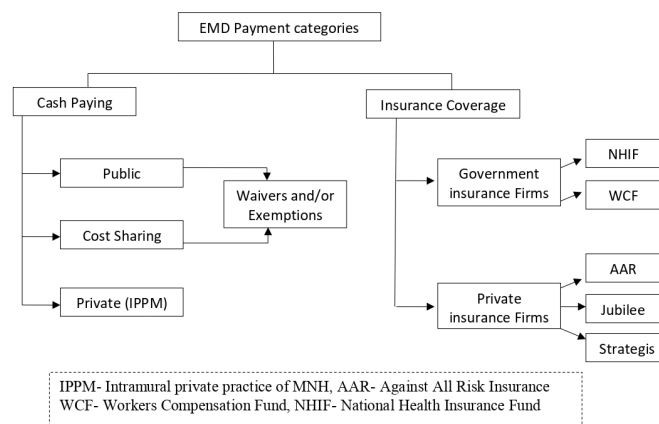 EMD Payment categories
Cash Paying
Insurance Coverage
Public
Cost Sharing
Private (IPPM)
Waivers and/or
Exemptions
Government
insurance Firms
NHIF
WCF
Private
insurance Firms
AAR
Jubilee
Strategis
IPPM- Intramural private practice of MNH, AAR- Against All Risk Insurance
WCF- Workers Compensation Fund, NHIF- National Health Insurance Fund